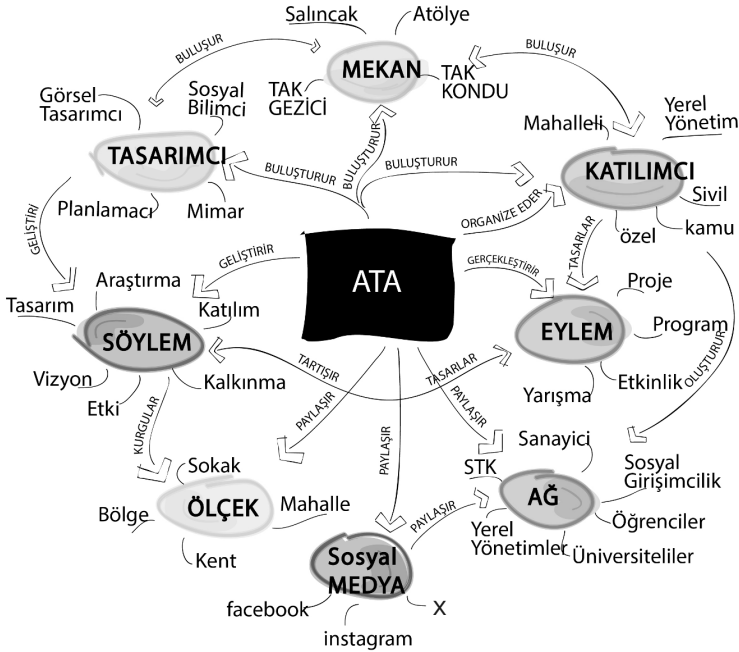 Salıncak
Atölye
BULUŞUR
BULUŞUR
MEKAN
TAK
GEZİCİ
TAK
KONDU
Görsel
Tasarımcı
Sosyal
Bilimci
TASARIMCI
Planlamacı
Mimar
Mahalleli
Yerel
Yönetim
KATILIMCI
Sivil
kamu
özel
BULUŞTURUR
BULUŞTURUR
BULUŞTURUR
ORGANİZE EDER
GELİŞTİRİ
GELİŞTİRİR
ATA
GERÇEKLEŞTİRİR
TASARLAR
Araştırma
Tasarım
Katılım
SÖYLEM
Vizyon
Etki
Kalkınma
Proje
Program
EYLEM
Etkinlik
Yarışma
OLUŞTURUR
TARTIŞIR
TASARLAR
KURGULAR
PAYLAŞIR
PAYLAŞIR
PAYLAŞIR
Sokak
Bölge
ÖLÇEK
Mahalle
Kent
Sanayici
STK
AĞ
Sosyal
Girişimcilik
Öğrenciler
Yerel
Yönetimler
Üniversiteliler
PAYLAŞIR
Sosyal
MEDYA
facebook
instagram
X